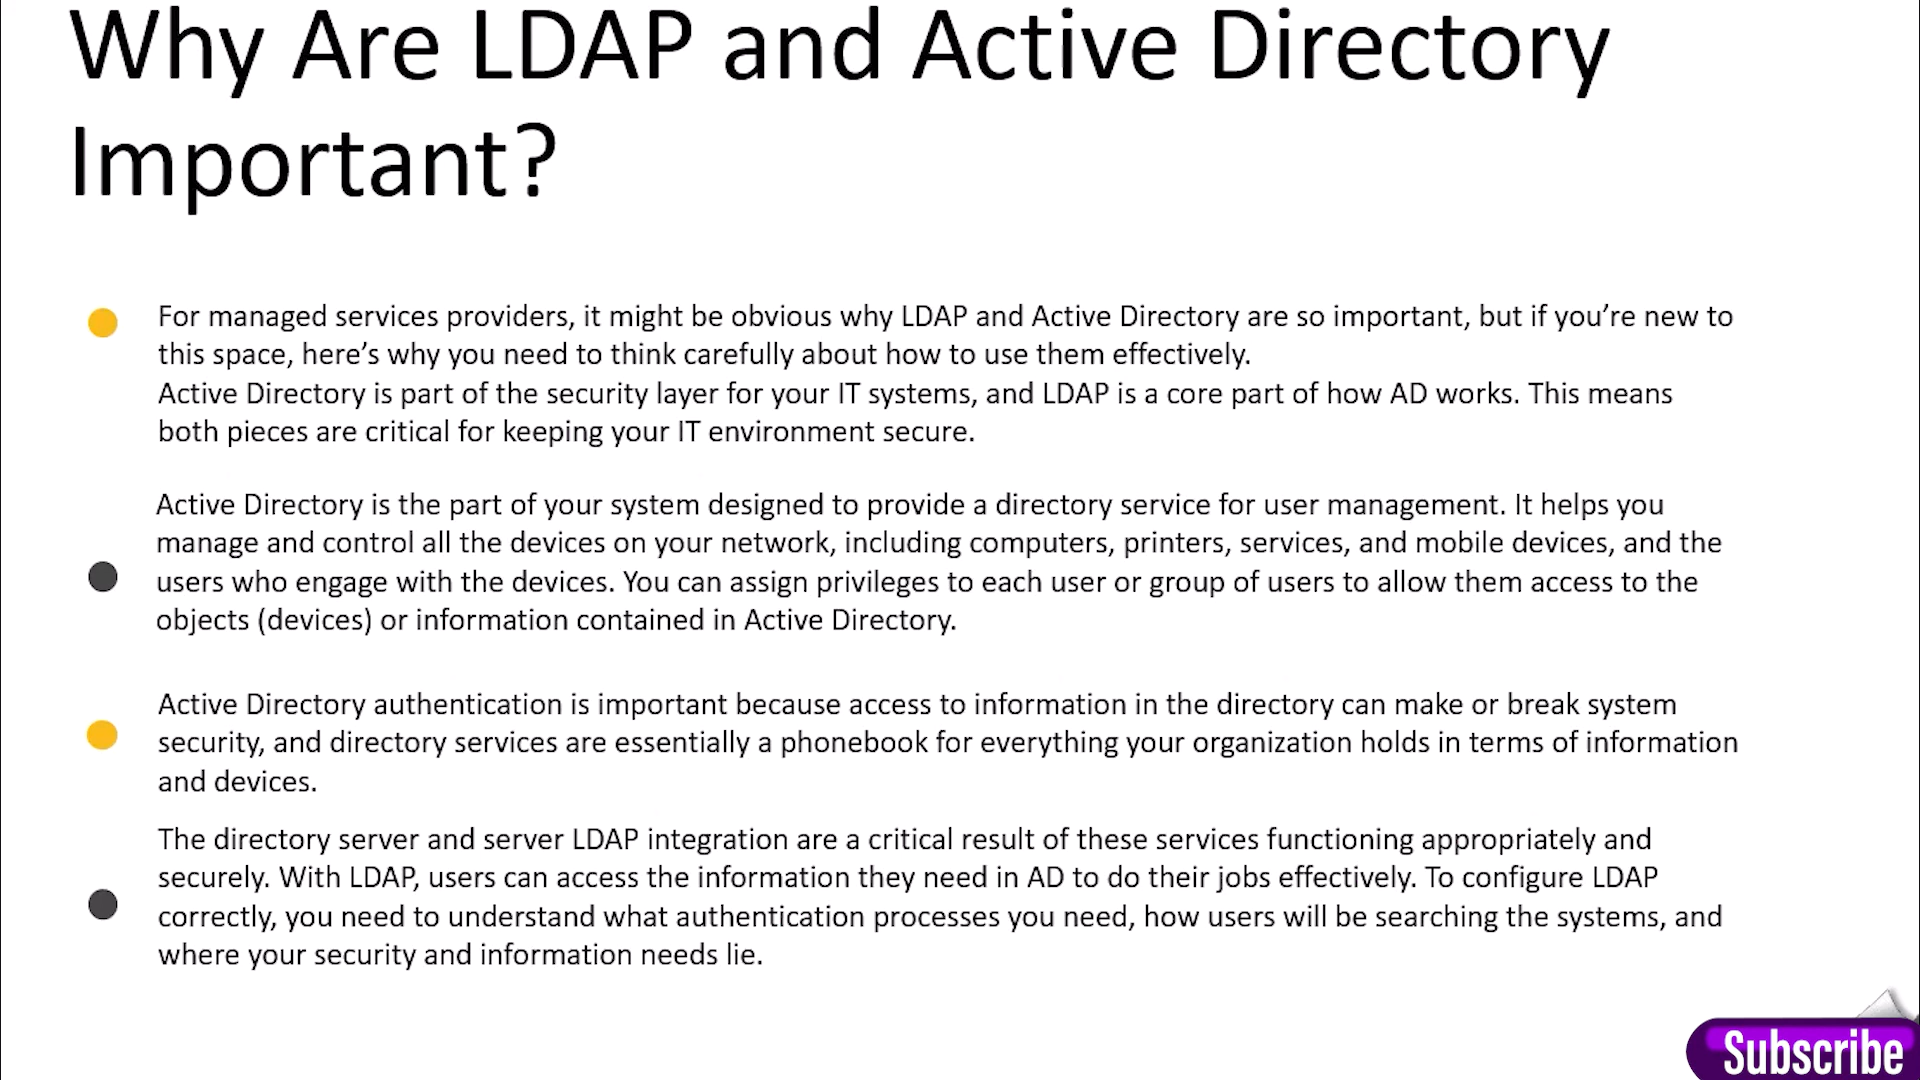 Why Are LDAP and Active Directory
Important?
For managed services providers, it might be obvious why LDAP and Active Directory are so important, but if you’re new to
this space, here’s why you need to think carefully about how to use them effectively.
Active Directory is part of the security layer for your IT systems, and LDAP is a core part of how AD works. This means
both pieces are critical for keeping your IT environment secure.
Active Directory is the part of your system designed to provide a directory service for user management. It helps you
manage and control all the devices on your network, including computers, printers, services, and mobile devices, and the
users who engage with the devices. You can assign privileges to each user or group of users to allow them access to the
objects (devices) or information contained in Active Directory.
Active Directory authentication is important because access to information in the directory can make or break system
security, and directory services are essentially a phonebook for everything your organization holds in terms of information
and devices.
The directory server and server LDAP integration are a critical result of these services functioning appropriately and
securely. With LDAP, users can access the information they need in AD to do their jobs effectively. To configure LDAP
correctly, you need to understand what authentication processes you need, how users will be searching the systems, and
where your security and information needs lie.
Subscribe